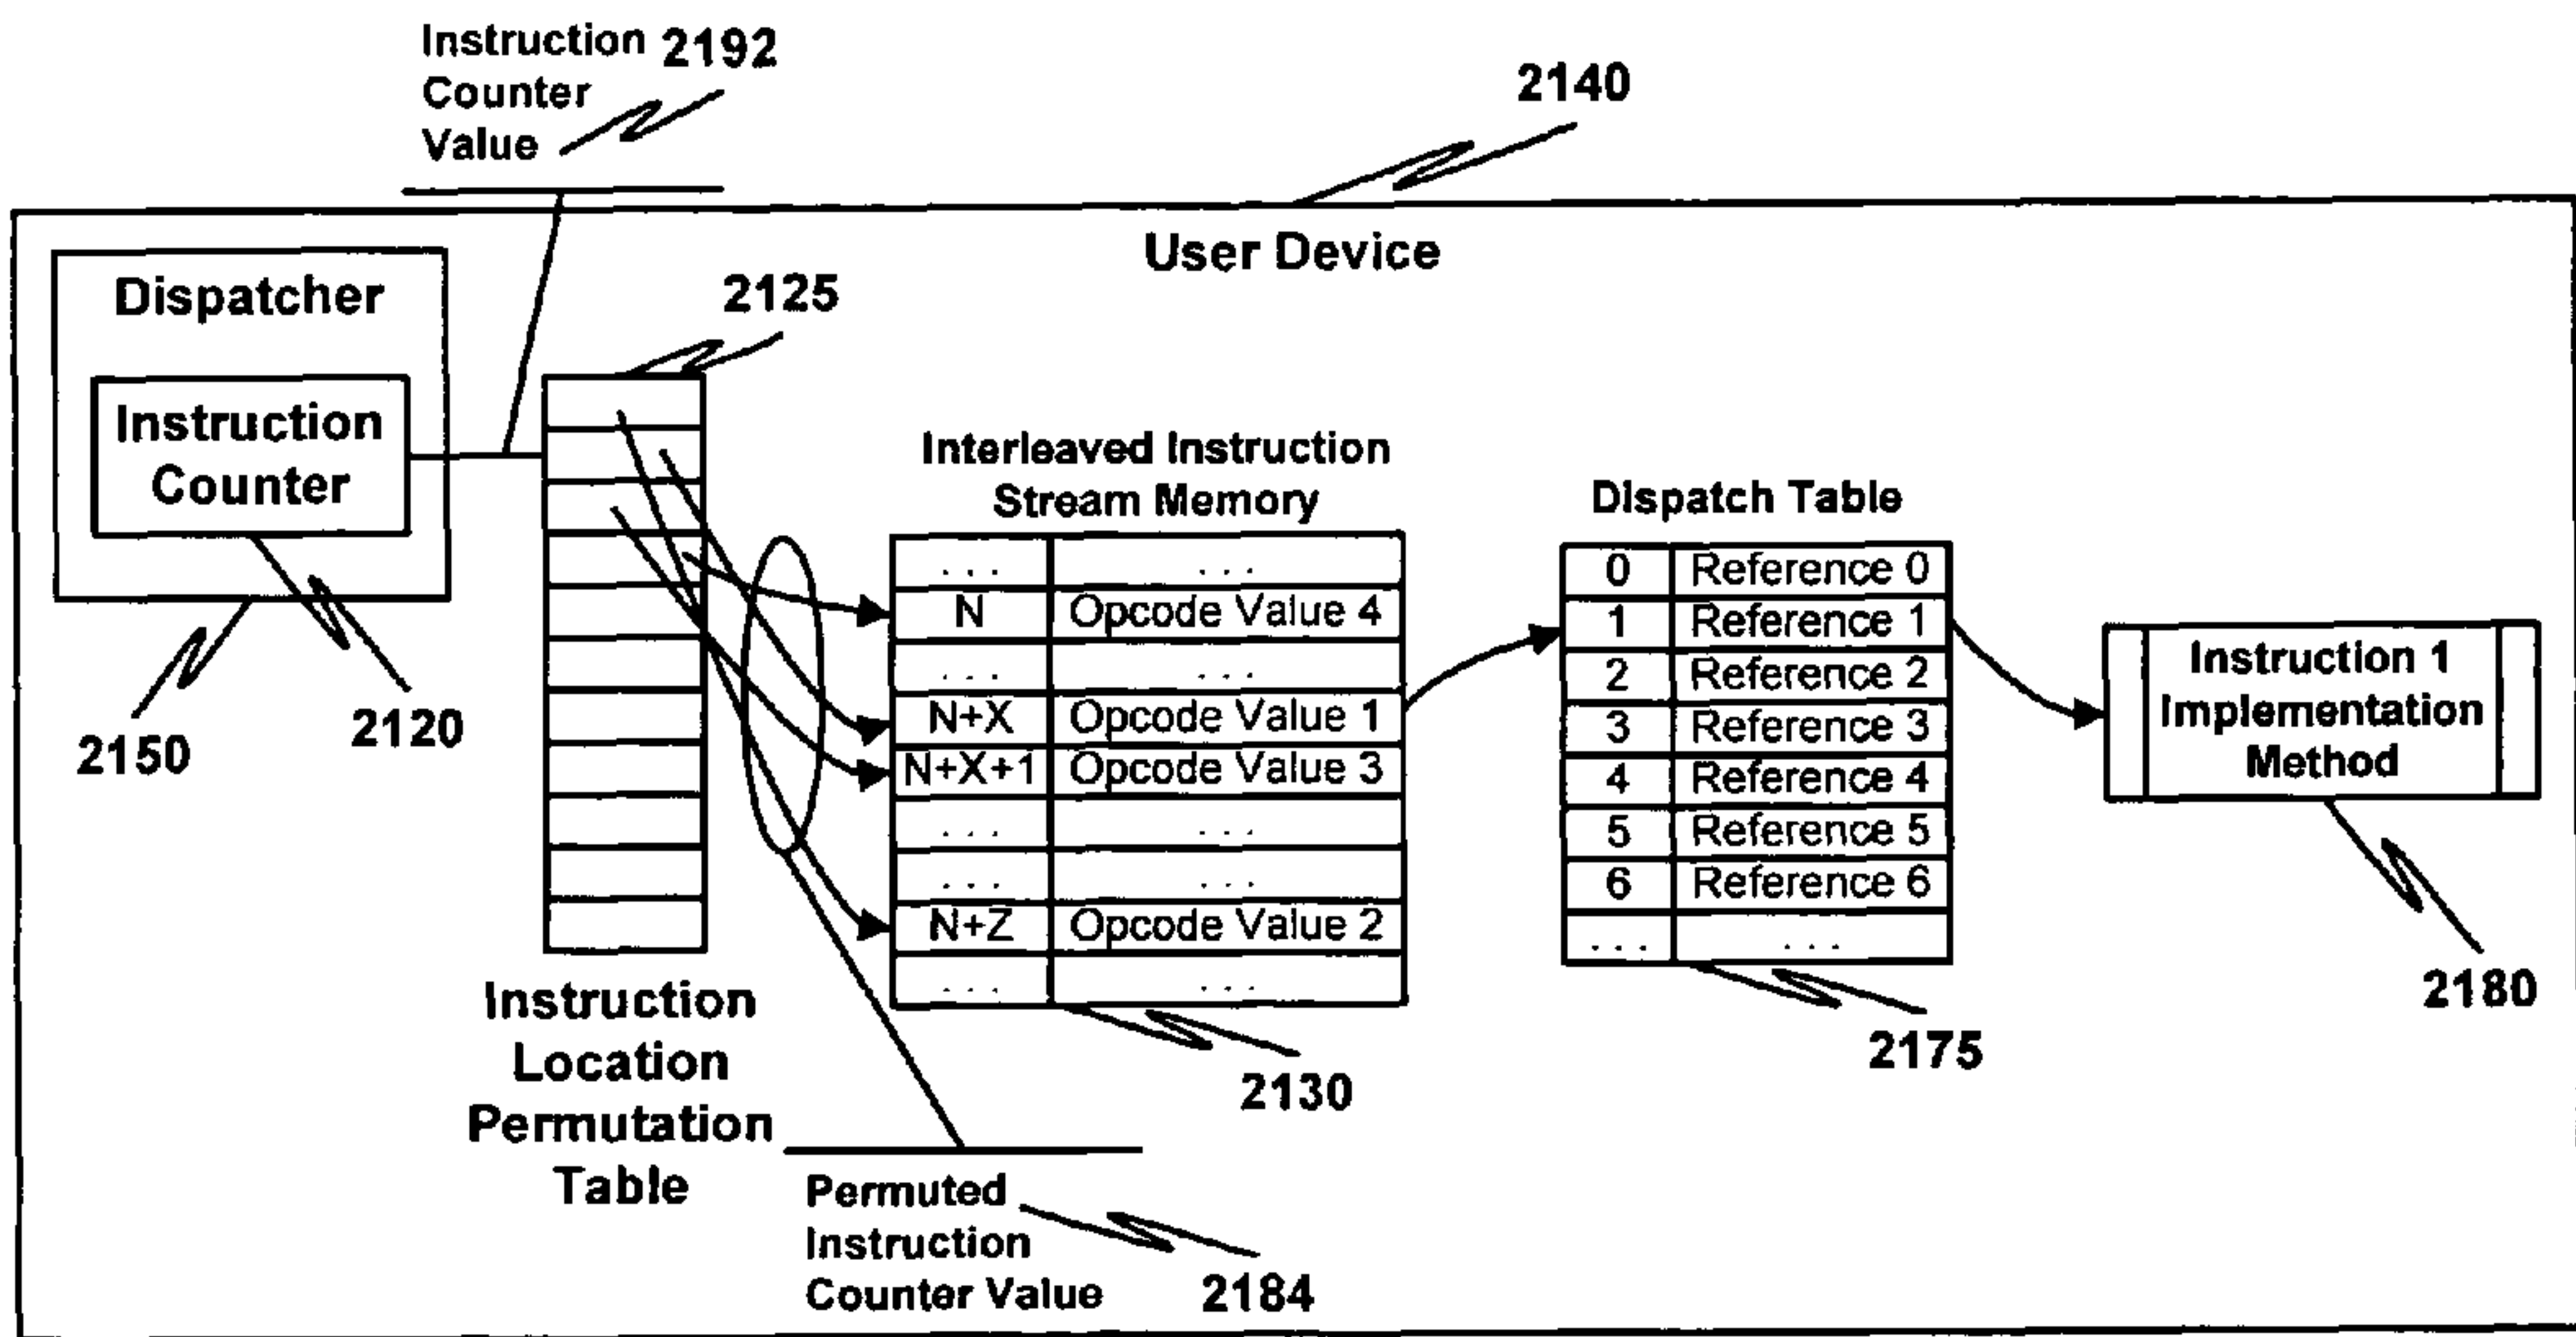 Instruction 2192
Counter
Value
2140
User Device
Dispatcher
2125
Instruction
Counter
2120
2150
Interleaved Instruction
Stream Memory
. . . . . .
N Opcode Value 4
. . . . . .
N+X Opcode Value 1
N+X+1 Opcode Value 3
. . . . . .
. . . . . .
N+Z Opcode Value 2
. . . . . .
2130
Dispatch Table
0 Reference 0
1 Reference 1
2 Reference 2
3 Reference 3
4 Reference 4
5 Reference 5
6 Reference 6
. . . . . .
2175
Instruction 1
Implementation
Method
2180
Instruction
Location
Permutation
Table
Permuted
Instruction
Counter Value
2184